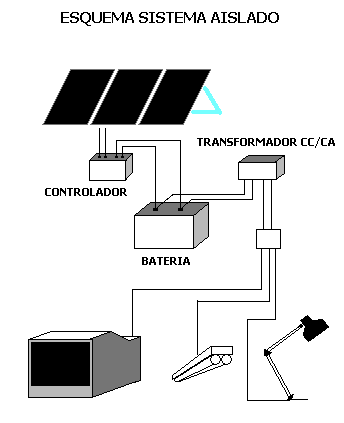 ESQUEMA SISTEMA AISLADO
TRANSFORMADOR CC/CA
CONTROLADOR
BATERIA